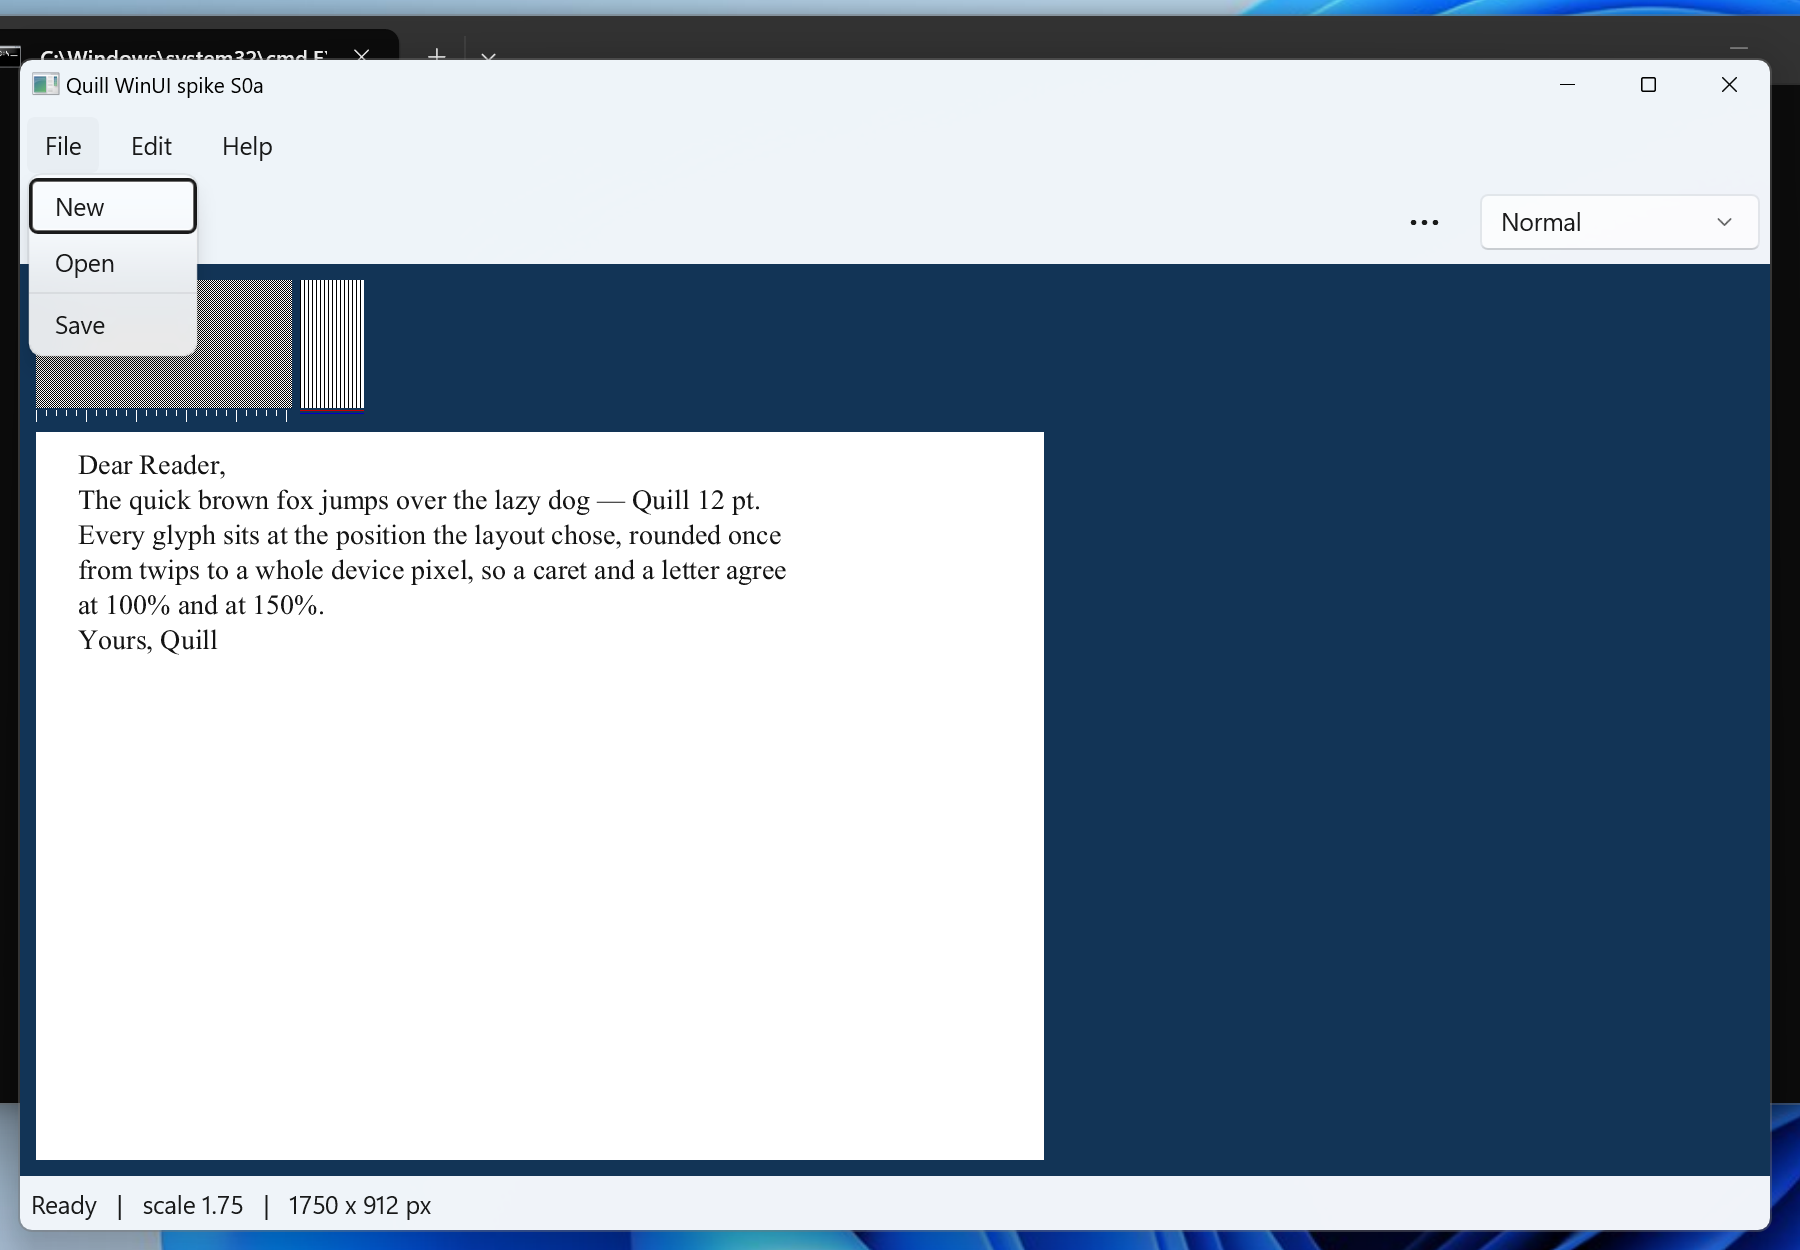 C:\Windows\system32\cmd.E
Quill WinUI spike S0a
File Edit Help
New
Open
Save
Normal
Dear Reader,
The quick brown fox jumps over the lazy dog — Quill 12 pt.
Every glyph sits at the position the layout chose, rounded once
from twips to a whole device pixel, so a caret and a letter agree
at 100% and at 150%.
Yours, Quill
Ready | scale 1.75 | 1750 x 912 px